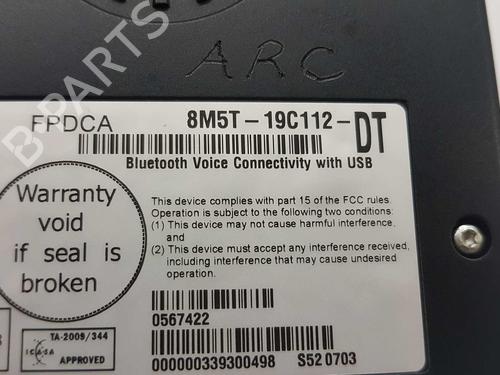 ARC
B PARTS
FPDCA
8M5T-19C112-DT
Bluetooth Voice Connectivity with USB
Warranty
void
if seal is
broken
This device complies with part 15 of the FCC rules.
Operation is subject to the following two conditions:
(1) This device may not cause harmful interference,
and
(2) This device must accept any interference received,
including interference that may cause undesired
operation.
0567422
TA-2009/344
ICASA
APPROVED
000000339300498 S52 0703